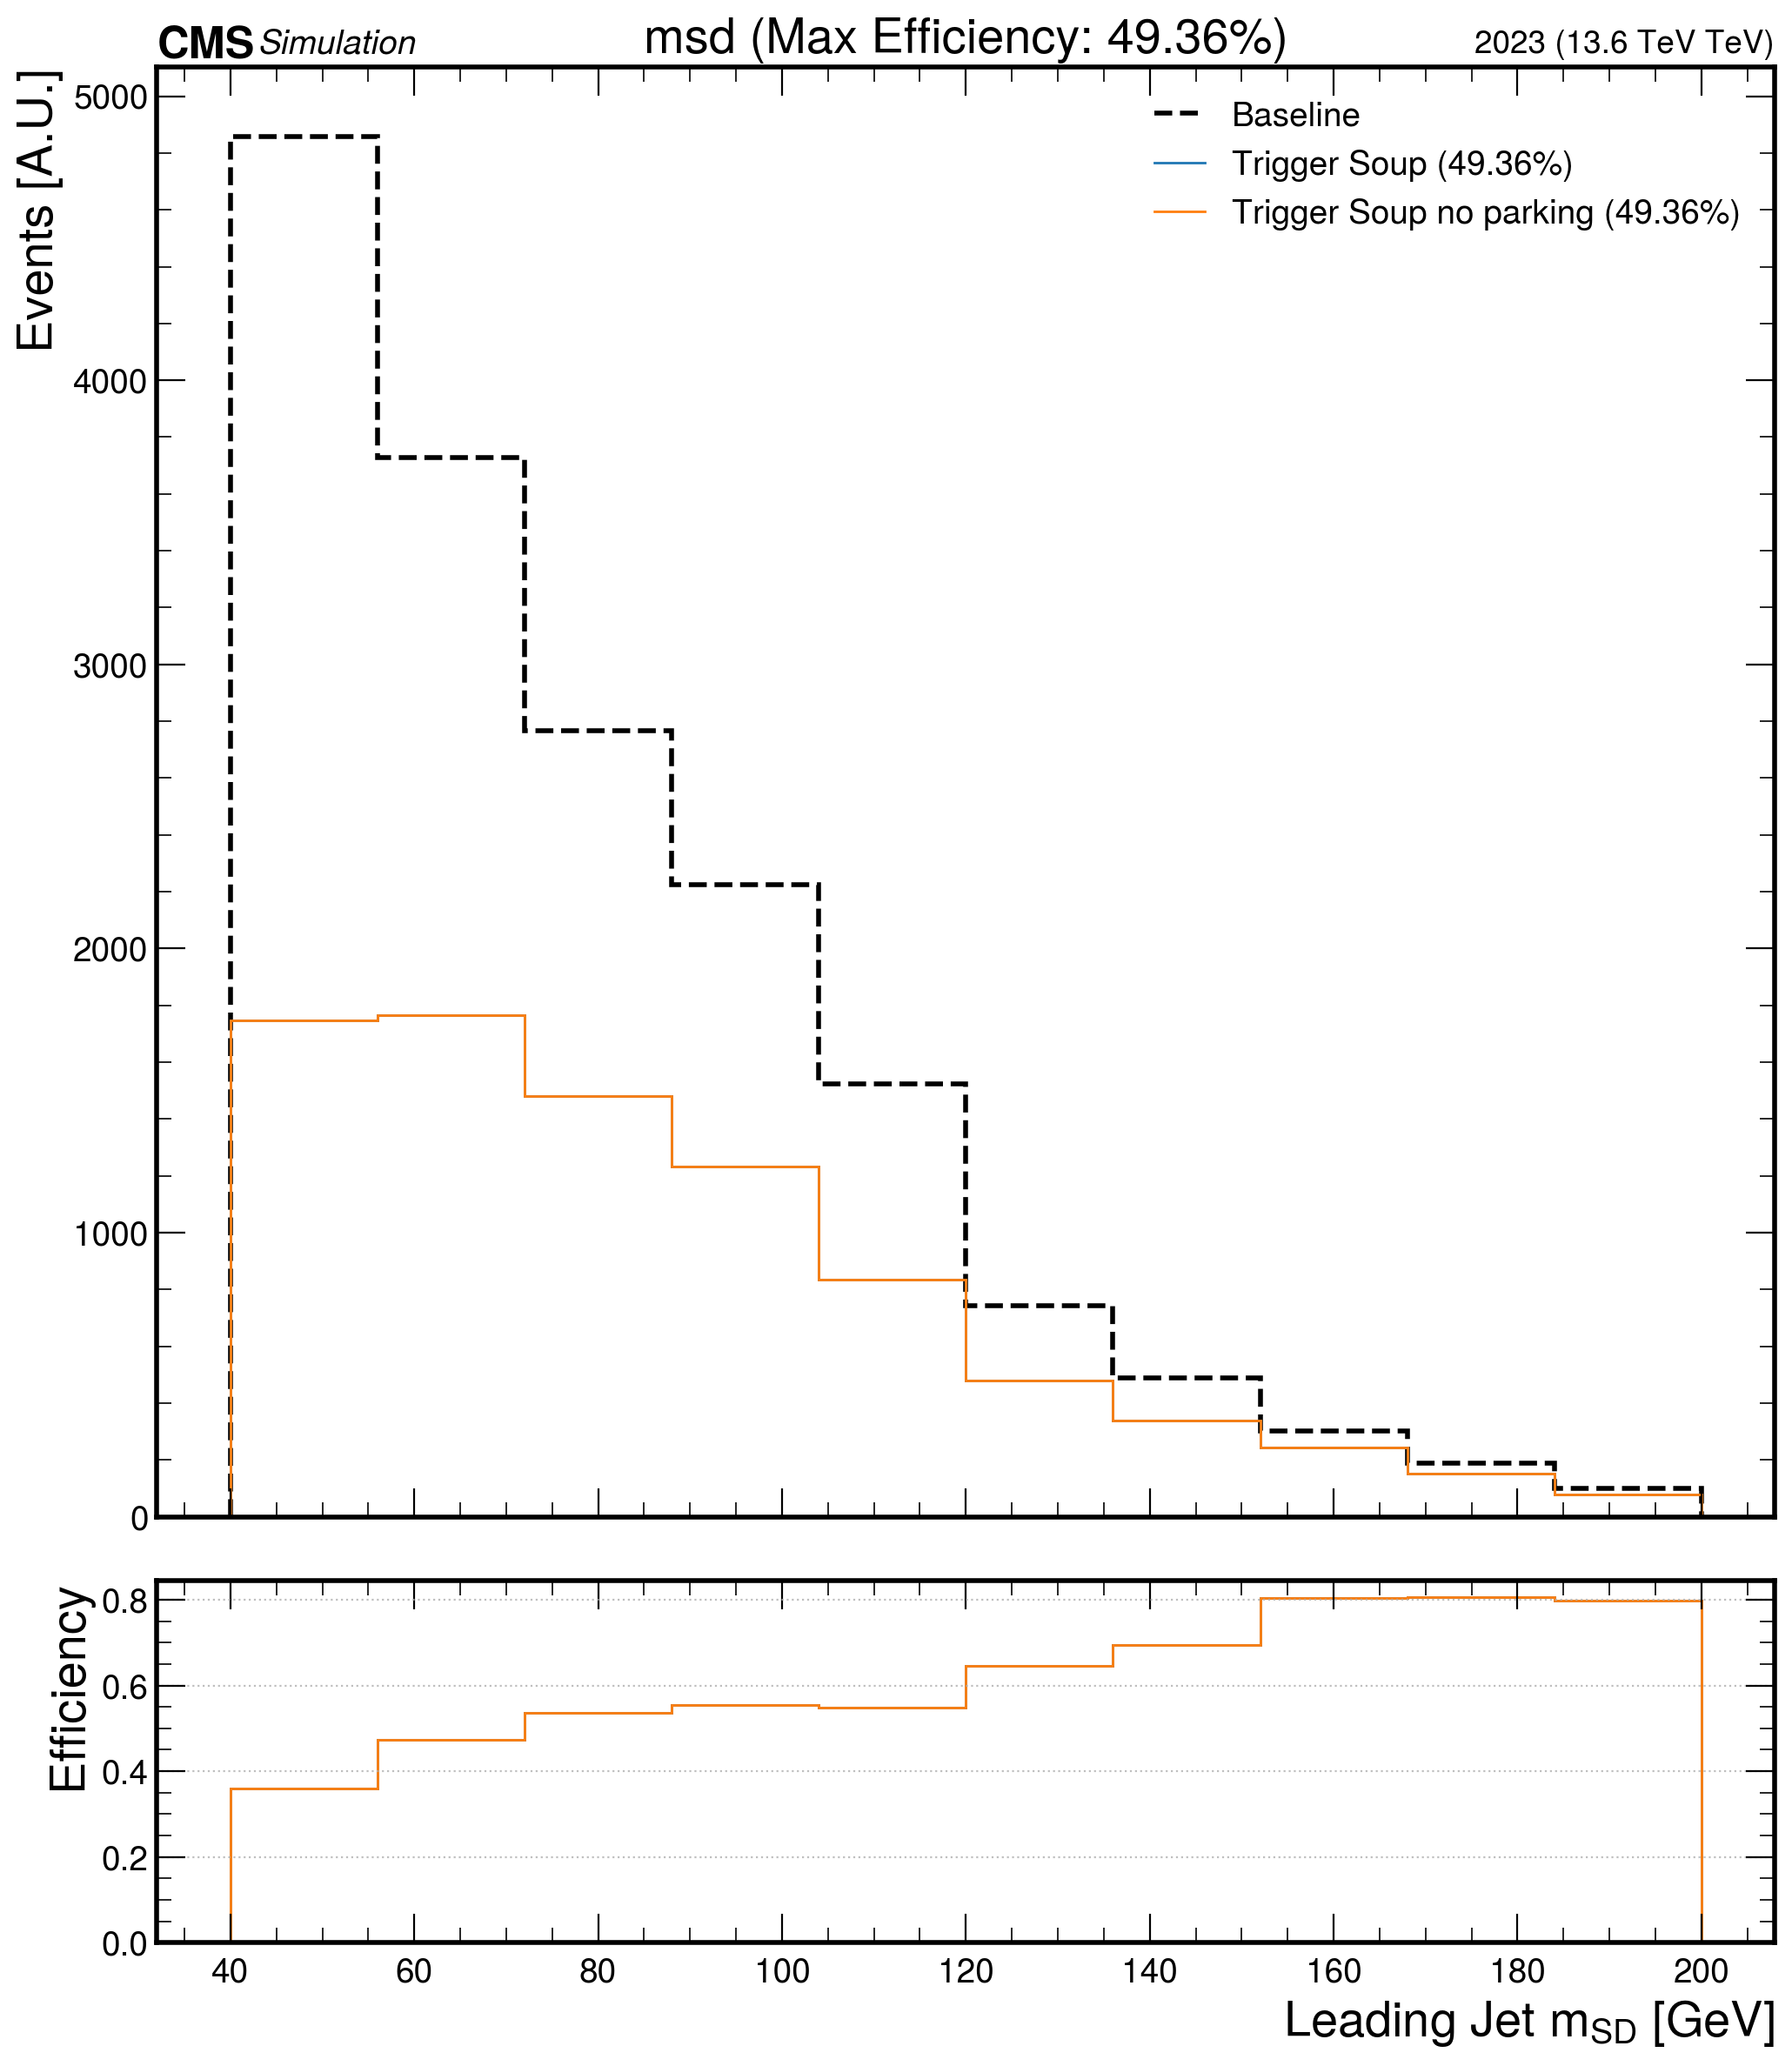 CMS Simulation msd (Max Efficiency: 49.36%) 2023 (13.6 TeV TeV)
Events [A.U.]
5000
4000
3000
2000
1000
0
Baseline
Trigger Soup (49.36%)
Trigger Soup no parking (49.36%)
Efficiency
0.8
0.6
0.4
0.2
0.0
40 60 80 100 120 140 160 180 200
Leading Jet mSD [GeV]